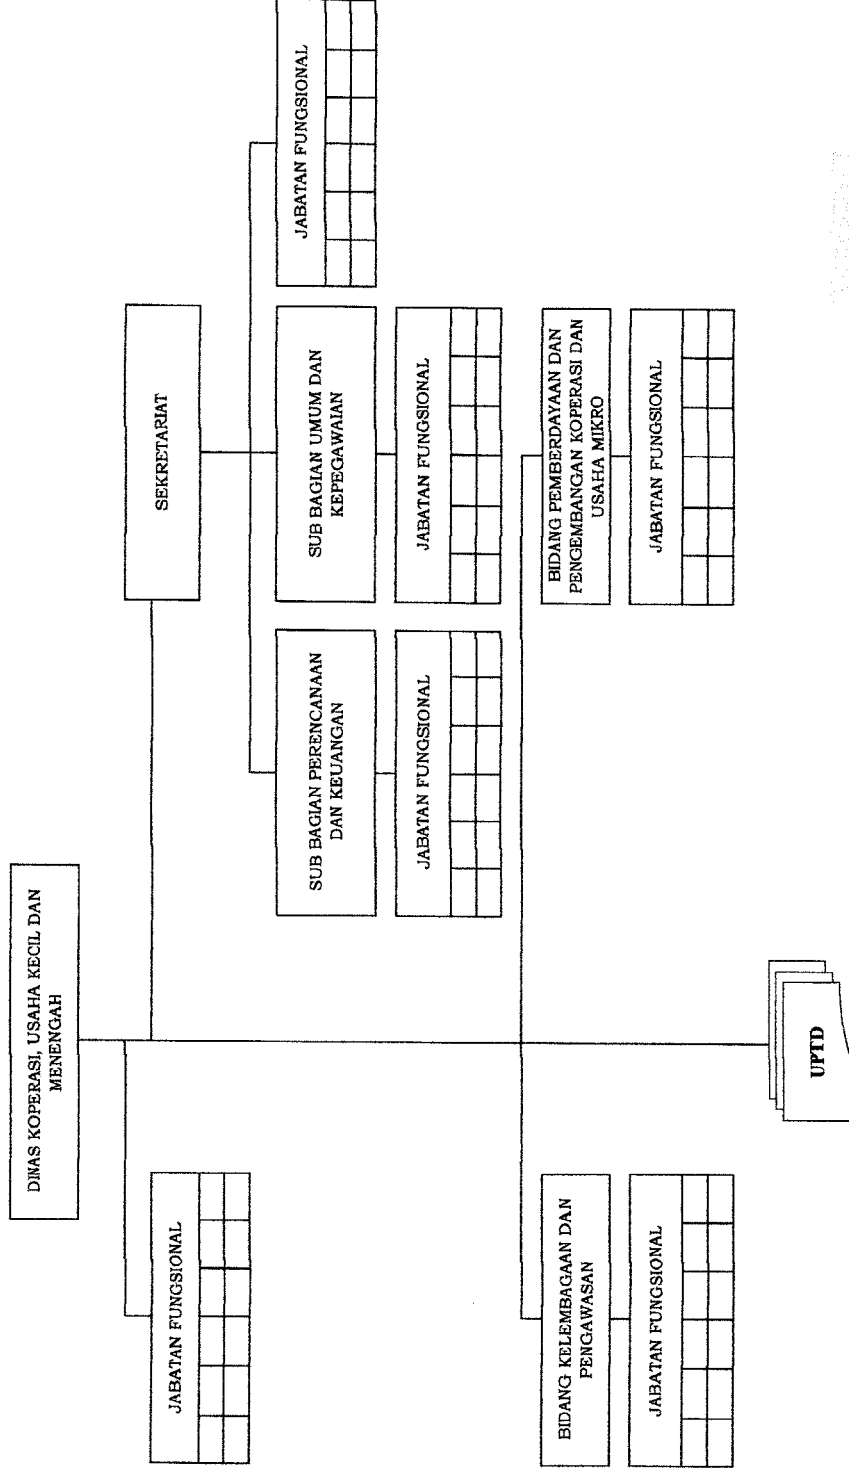 DINAS KOPERASI, USAHA KECIL DAN
MENENGAH
JABATAN FUNGSIONAL
SEKRETARIAT
SUB BAGIAN PERENCANAAN
DAN KEUANGAN
JABATAN FUNGSIONAL
SUB BAGIAN UMUM DAN
KEPEGAWAIAN
JABATAN FUNGSIONAL
JABATAN FUNGSIONAL
BIDANG KELEMBAGAAN DAN
PENGAWASAN
JABATAN FUNGSIONAL
BIDANG PEMBERDAYAAN DAN
PENGEMBANGAN KOPERASI DAN
USAHA MIKRO
JABATAN FUNGSIONAL
UPTD